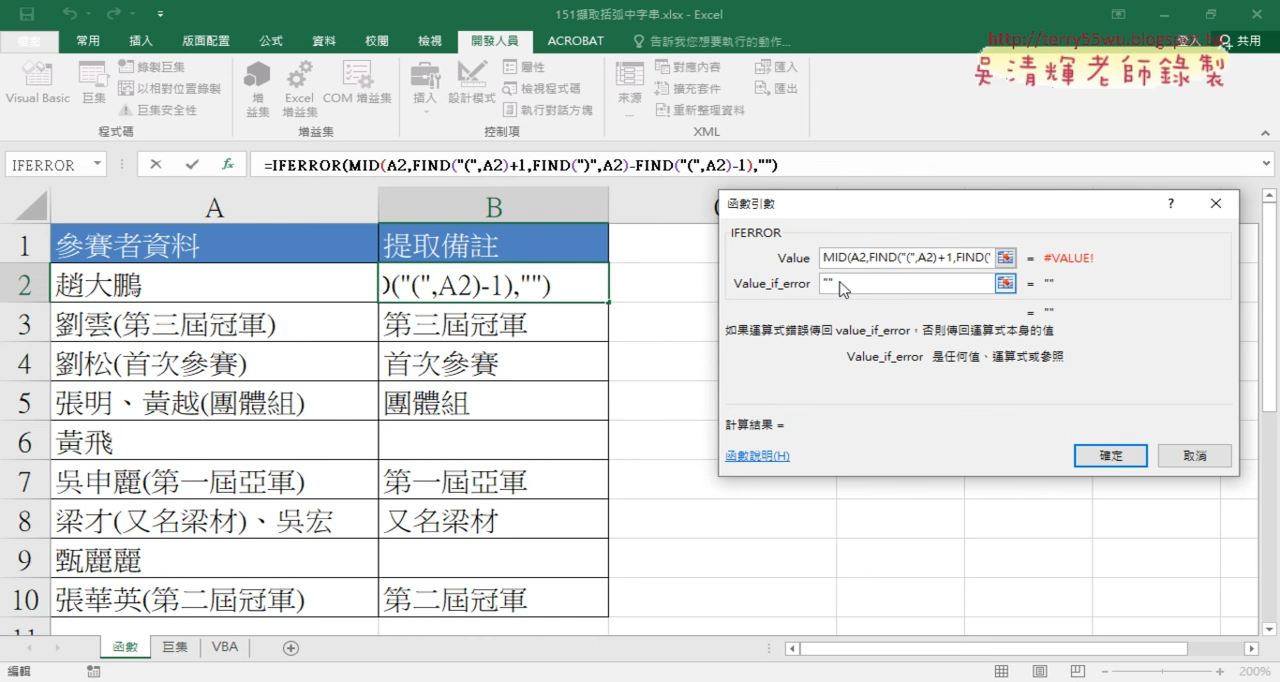 151擷取括弧中字串.xlsx - Excel
常用 插入 版面配置 公式 資料 校閱 檢視 開發人員 ACROBAT 告訴我您想要執行的動作... 登入 共用
http://terry55wu.blogspot.tw
吳清輝老師錄製
Visual Basic 巨集 錄製巨集 以相對位置錄製 巨集安全性 程式碼
增益集 Excel 增益集 COM 增益集 增益集
插入 設計模式 屬性 檢視程式碼 執行對話方塊 控制項
來源... 對應內容 擴充套件 重新整理資料 匯入 匯出 XML
IFERROR =IFERROR(MID(A2,FIND("(",A2)+1,FIND(")",A2)-FIND("(",A2)-1),"")
A B
1 參賽者資料 提取備註
2 趙大鵬 )("(",A2)-1),"")
3 劉雲(第三屆冠軍) 第三屆冠軍
4 劉松(首次參賽) 首次參賽
5 張明、黃越(團體組) 團體組
6 黃飛
7 吳申麗(第一屆亞軍) 第一屆亞軍
8 梁才(又名梁材)、吳宏 又名梁材
9 甄麗麗
10 張華英(第二屆冠軍) 第二屆冠軍
11
函數引數 ?
IFERROR
Value MID(A2,FIND("(",A2)+1,FIND(" = #VALUE!
Value_if_error "" = ""
= ""
如果運算式錯誤傳回 value_if_error，否則傳回運算式本身的值
Value_if_error 是任何值、運算式或參照
計算結果 =
函數說明(H) 確定 取消
函數 巨集 VBA
編輯 200%